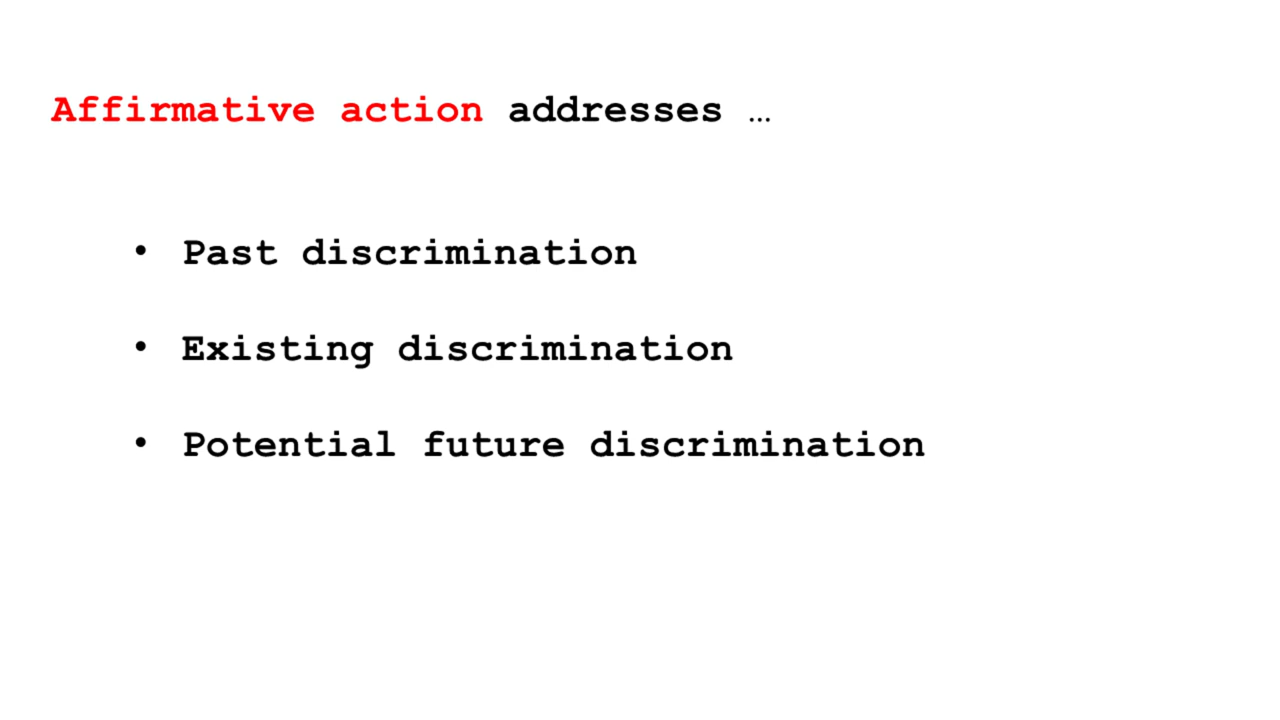 Affirmative action addresses …
• Past discrimination
• Existing discrimination
• Potential future discrimination